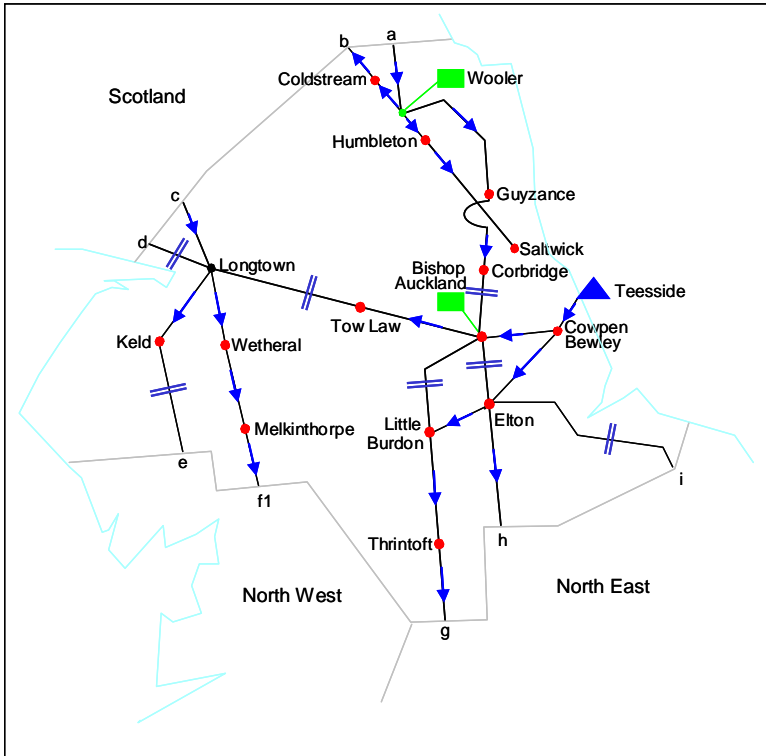 a
b
Coldstream
Wooler
Scotland
Humbleton
Guyzance
c
d
Saltwick
Longtown
Bishop
Auckland
Corbridge
Teesside
Tow Law
Cowpen
Bewley
Keld
Wetheral
Little
Burdon
Elton
Melkinthorpe
e
i
f1
h
Thrintoft
North West
North East
g